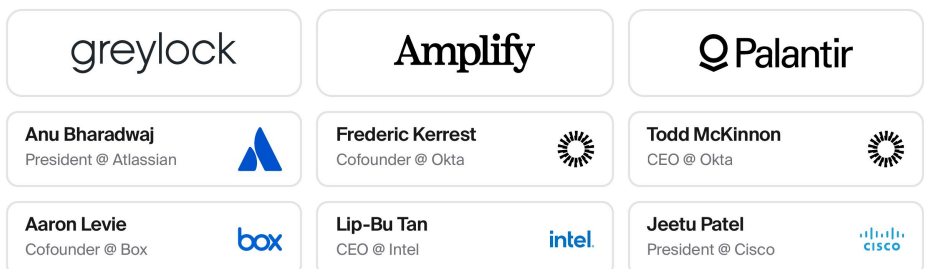 greylock
Amplify
Palantir
Anu Bharadwaj
President @ Atlassian
Frederic Kerrest
Cofounder @ Okta
Todd McKinnon
CEO @ Okta
Aaron Levie
Cofounder @ Box
box
Lip-Bu Tan
CEO @ Intel
intel.
Jeetu Patel
President @ Cisco
CISCO